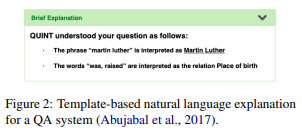 Brief Explanation
QUINT understood your question as follows:
· The phrase "martin luther" is interpreted as Martin Luther
· The words "was, raised" are interpreted as the relation Place of birth
Figure 2: Template-based natural language explanation
for a QA system (Abujabal et al., 2017).